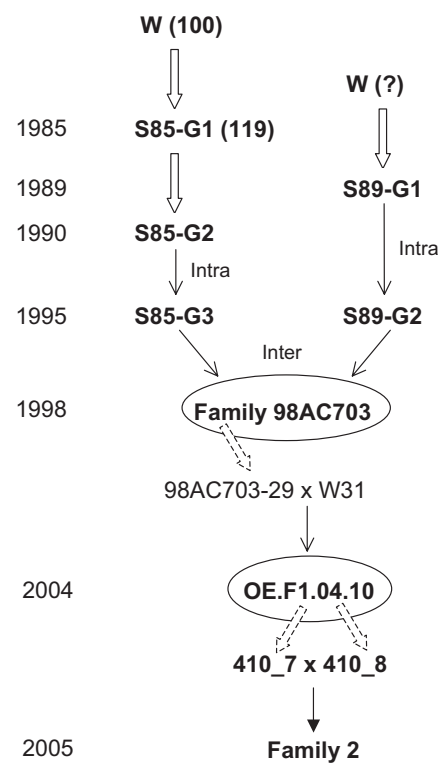 W (100)
W (?)
1985 S85-G1 (119)
1989 S89-G1
1990 S85-G2
Intra Intra
1995 S85-G3 S89-G2
Inter
1998 Family 98AC703
98AC703-29 x W31
2004 OE.F1.04.10
410_7 x 410_8
2005 Family 2